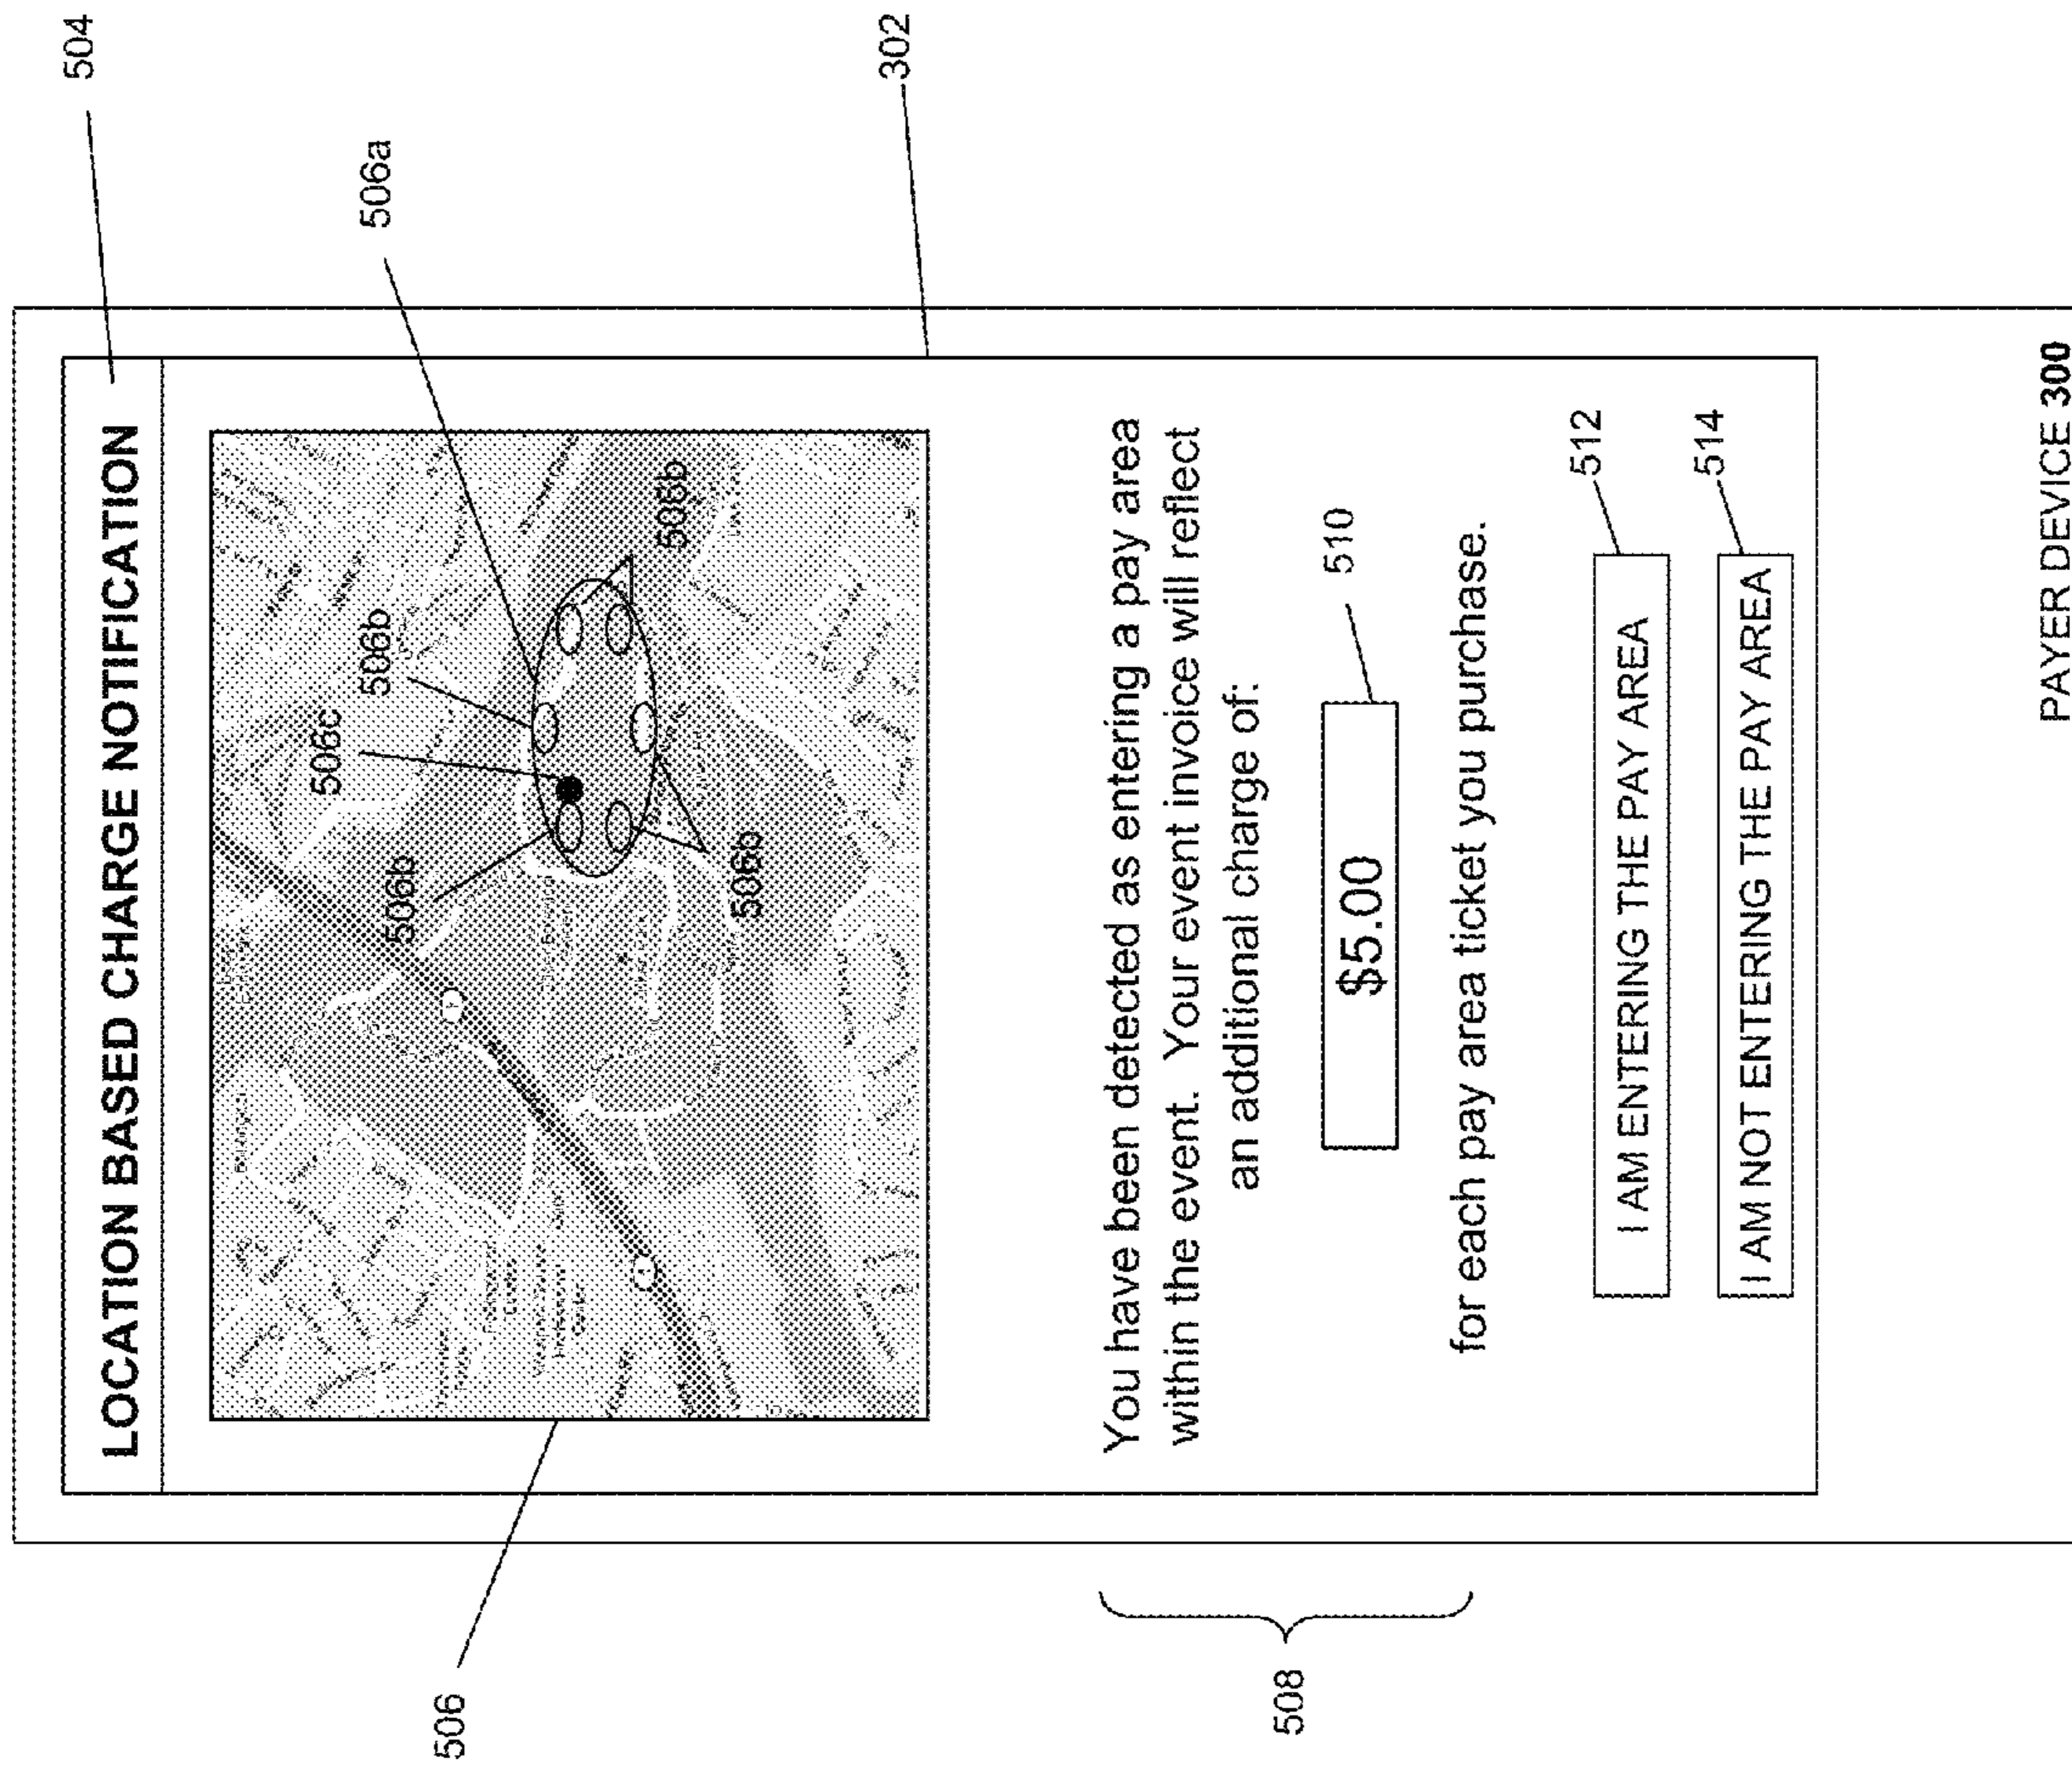 LOCATION BASED CHARGE NOTIFICATION
504
506a
506b
506b
506c
506b
506b
506
302
You have been detected as entering a pay area
within the event. Your event invoice will reflect
an additional charge of:
508
510
$5.00
for each pay area ticket you purchase.
512
I AM ENTERING THE PAY AREA
514
I AM NOT ENTERING THE PAY AREA
PAYER DEVICE 300